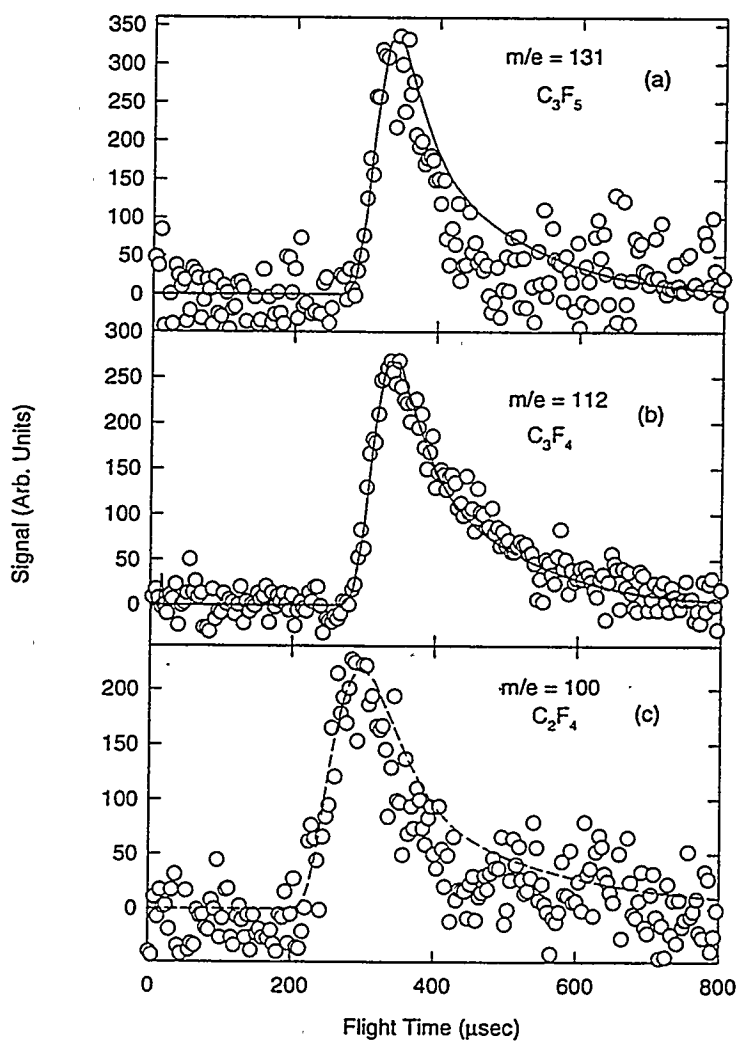 350
300
250
200
150
100
50
0
m/e = 131
(a)
C₃F₅
300
250
200
150
100
50
0
m/e = 112
(b)
C₃F₄
200
150
100
50
0
m/e = 100
(c)
C₂F₄
0 200 400 600 800
Signal (Arb. Units)
Flight Time (μsec)